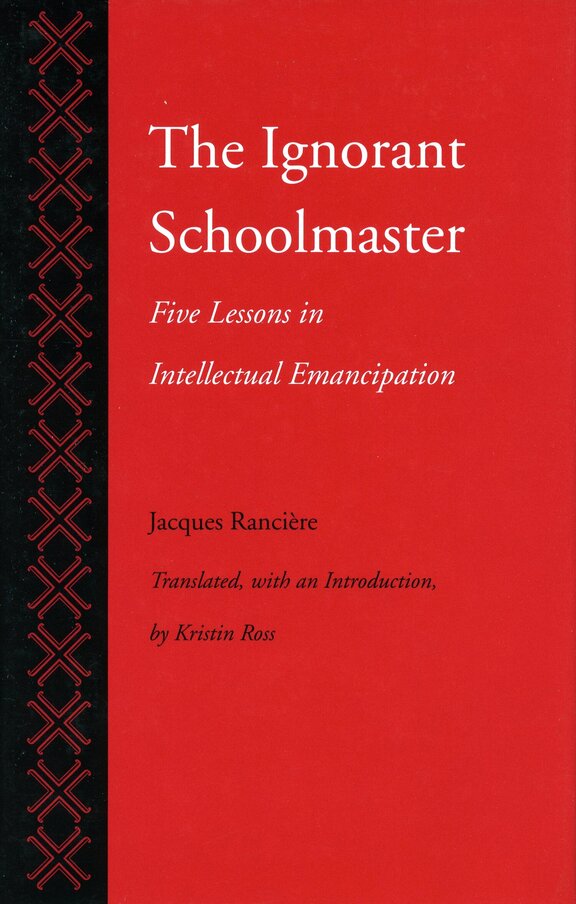 The Ignorant
Schoolmaster
Five Lessons in
Intellectual Emancipation
Jacques Rancière
Translated, with an Introduction,
by Kristin Ross